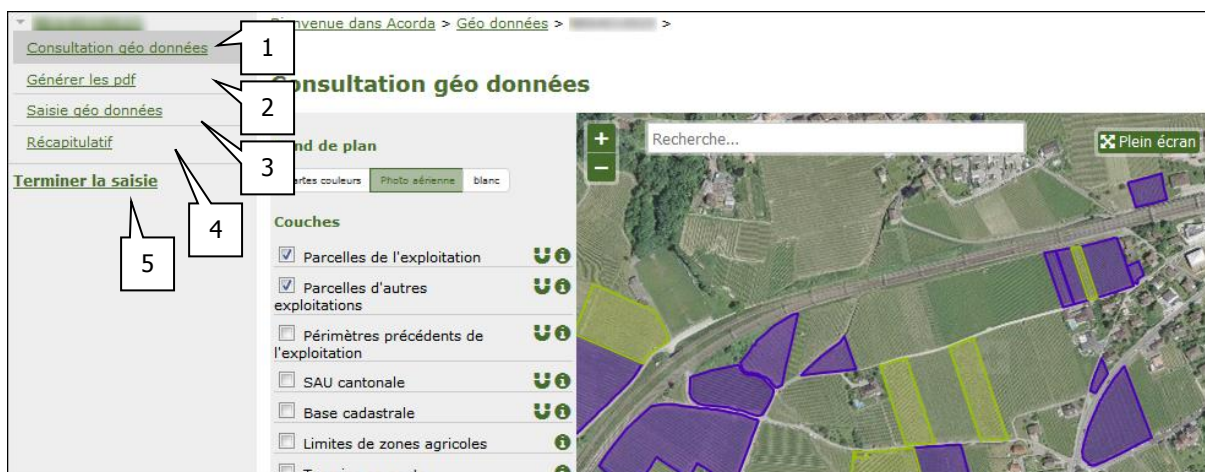 Bienvenue dans Acorda > Géo données > >
Consultation géo données
1
Générer les pdf
2
Saisie géo données
3
Récapitulatif
4
Terminer la saisie
5
Consultation géo données
Fond de plan
Cartes couleurs Photo aérienne blanc
Couches
Parcelles de l'exploitation
Parcelles d'autres
exploitations
Périmètres précédents de
l'exploitation
SAU cantonale
Base cadastrale
Limites de zones agricoles
+
−
Recherche...
Plein écran